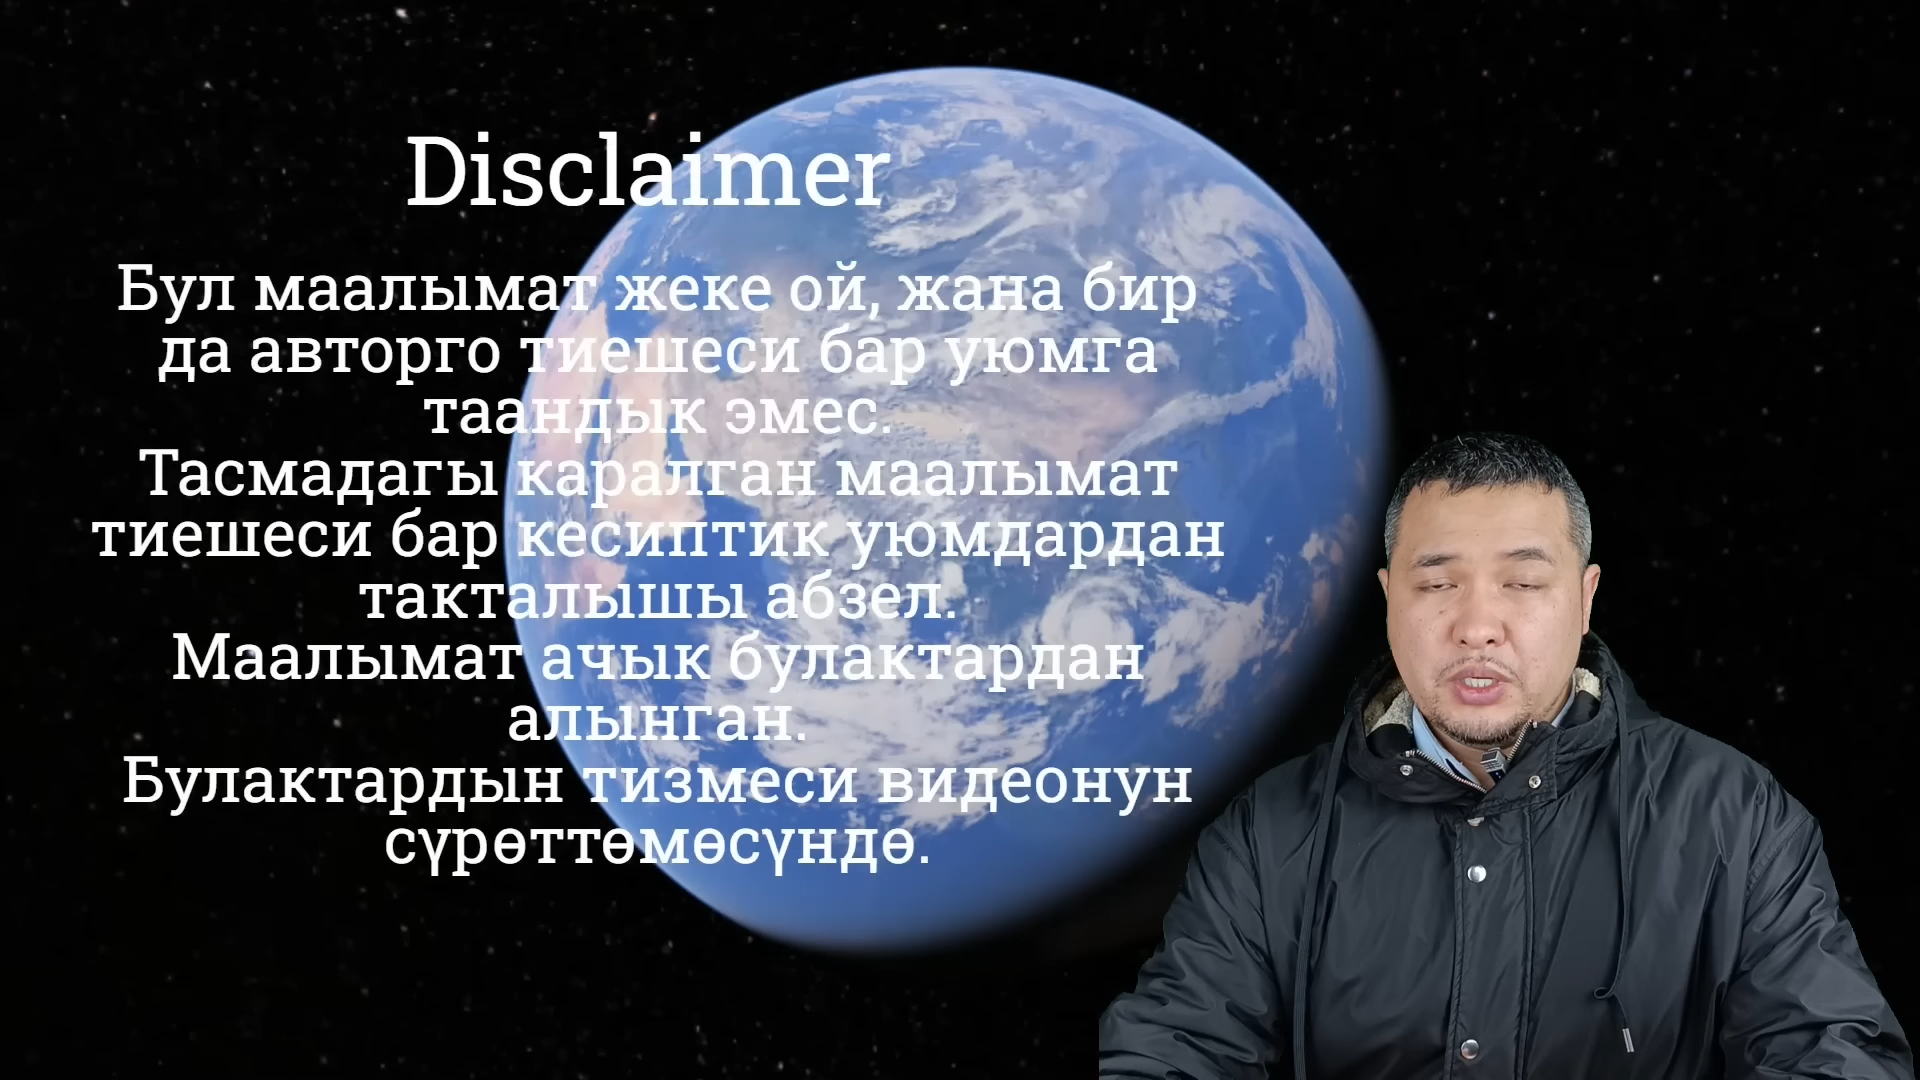 Disclaimer
Бул маалымат жеке ой, жана бир
да авторго тиешеси бар уюмга
таандык эмес.
Тасмадагы каралган маалымат
тиешеси бар кесиптик уюмдардан
такталышы абзел.
Маалымат ачык булактардан
алынган.
Булактардын тизмеси видеонун
сүрөттөмөсүндө.